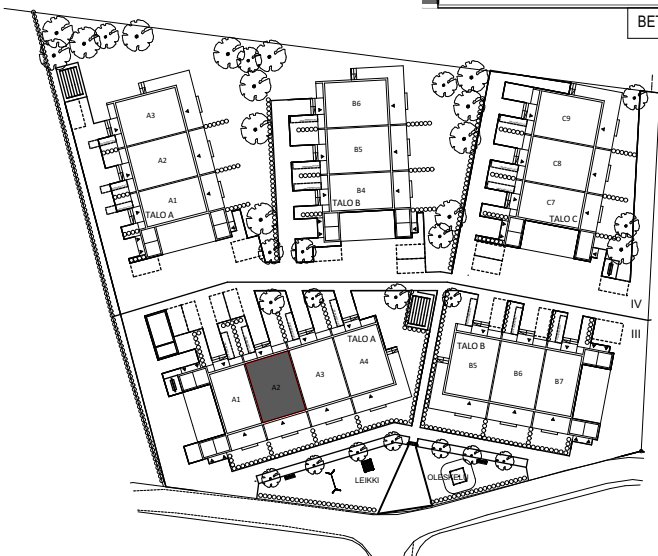 BET
A3
A2
A1
TALO A
B6
B5
B4
TALO B
C9
C8
C7
TALO C
IV
III
TALO A
A1
A2
A3
A4
TALO B
B5
B6
B7
LEIKKI
OLESKELU